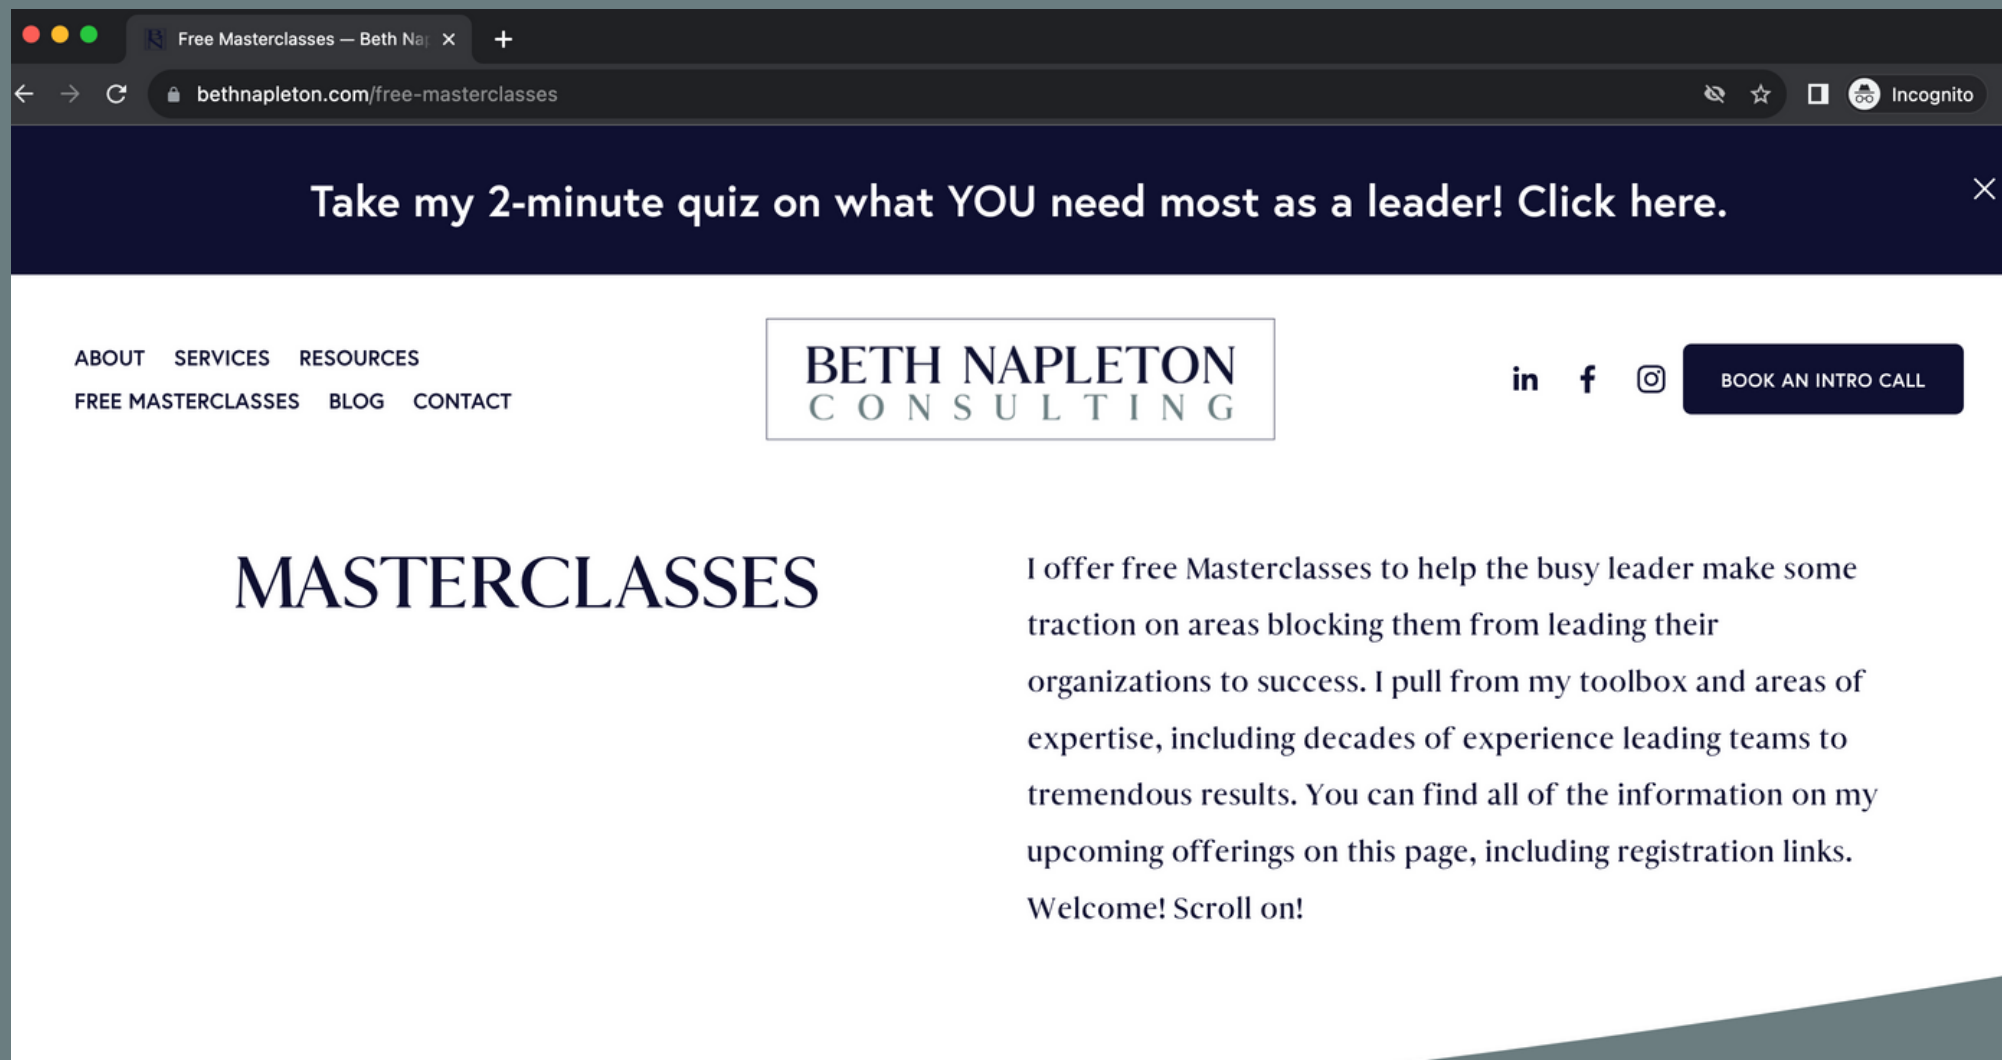 Free Masterclasses — Beth Nap
bethnapleton.com/free-masterclasses
Incognito
Take my 2-minute quiz on what YOU need most as a leader! Click here.
ABOUT SERVICES RESOURCES
FREE MASTERCLASSES BLOG CONTACT
BETH NAPLETON
CONSULTING
in f
BOOK AN INTRO CALL
MASTERCLASSES
I offer free Masterclasses to help the busy leader make some
traction on areas blocking them from leading their
organizations to success. I pull from my toolbox and areas of
expertise, including decades of experience leading teams to
tremendous results. You can find all of the information on my
upcoming offerings on this page, including registration links.
Welcome! Scroll on!